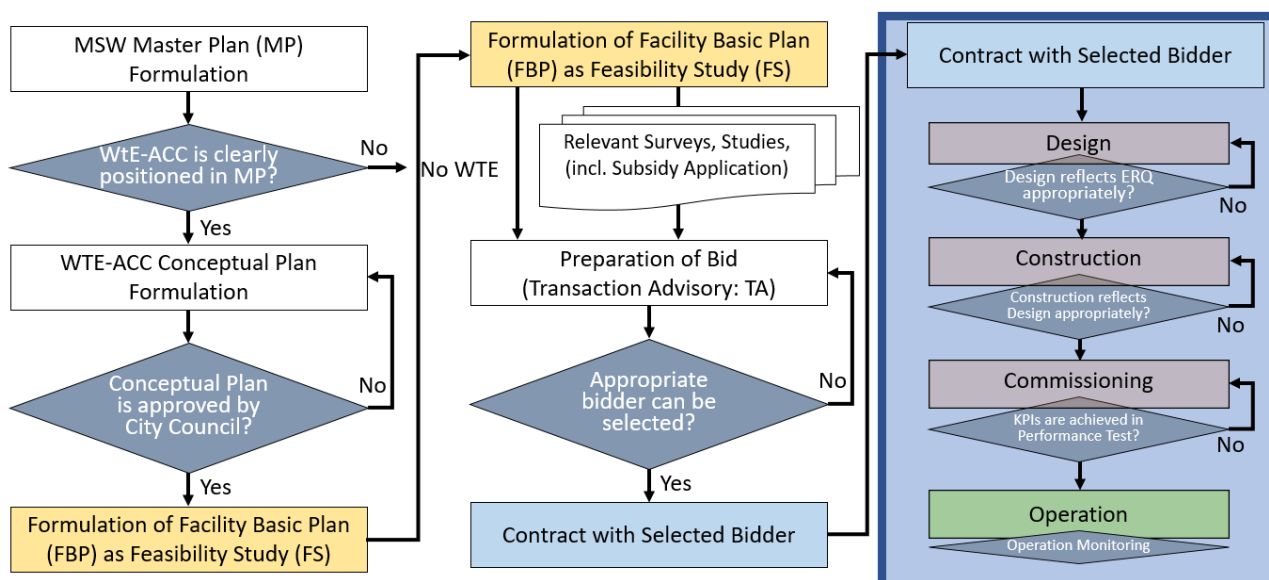 MSW Master Plan (MP)
Formulation
WtE-ACC is clearly
positioned in MP?
No
No WTE
Yes
WTE-ACC Conceptual Plan
Formulation
Conceptual Plan
is approved by
City Council?
No
Yes
Formulation of Facility Basic Plan
(FBP) as Feasibility Study (FS)
Formulation of Facility Basic Plan
(FBP) as Feasibility Study (FS)
Relevant Surveys, Studies,
(incl. Subsidy Application)
Preparation of Bid
(Transaction Advisory: TA)
Appropriate
bidder can be
selected?
No
Yes
Contract with Selected Bidder
Contract with Selected Bidder
Design
Design reflects ERQ
appropriately?
No
Construction
Construction reflects
Design appropriately?
No
Commissioning
KPIs are achieved in
Performance Test?
No
Operation
Operation Monitoring